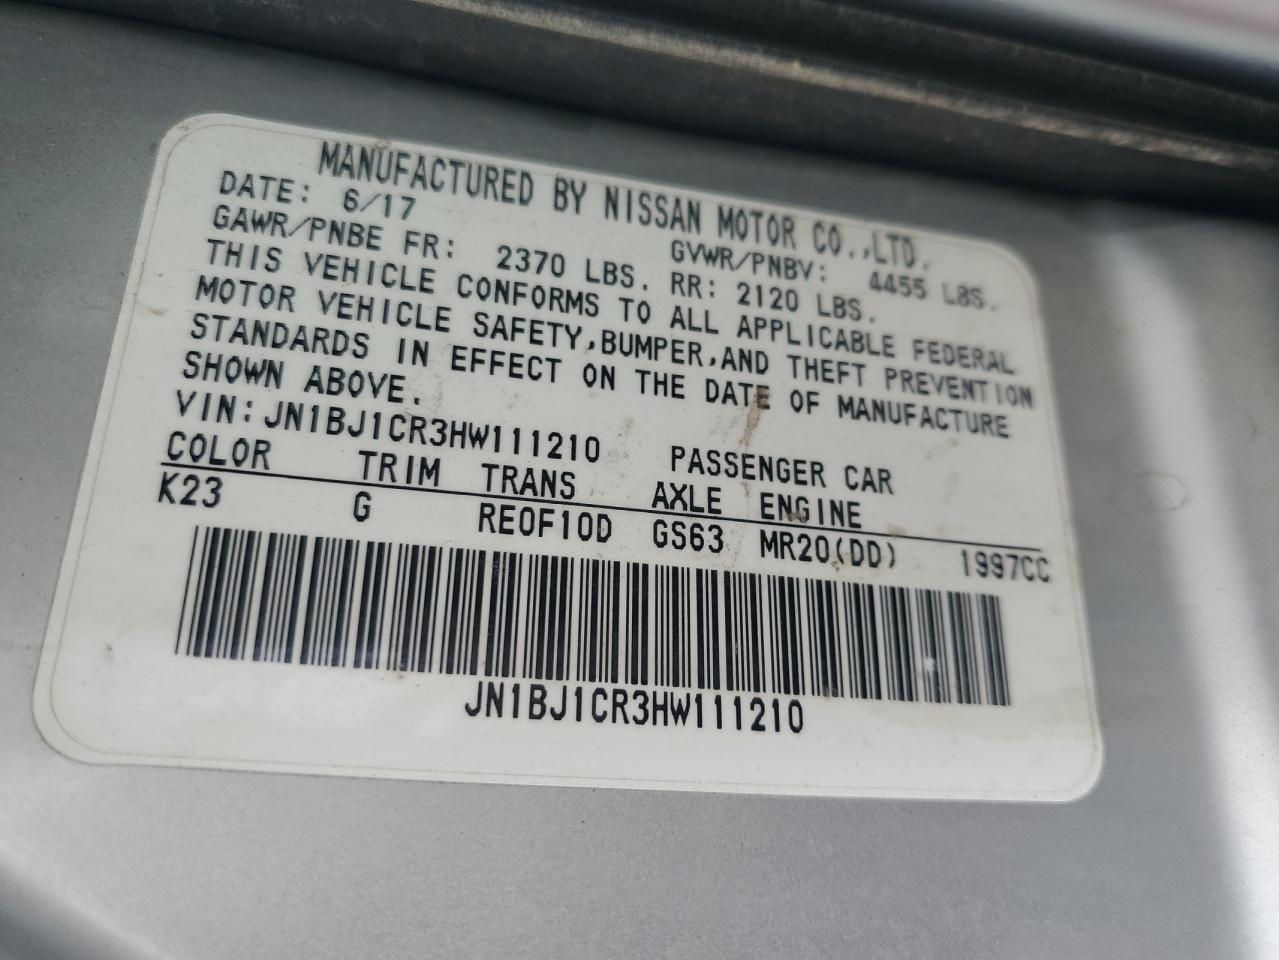 MANUFACTURED BY NISSAN MOTOR CO.,LTD.
DATE: 6/17 GVWR/PNBV: 4455 LBS.
GAWR/PNBE FR: 2370 LBS. RR: 2120 LBS.
THIS VEHICLE CONFORMS TO ALL APPLICABLE FEDERAL
MOTOR VEHICLE SAFETY,BUMPER,AND THEFT PREVENTION
STANDARDS IN EFFECT ON THE DATE OF MANUFACTURE
SHOWN ABOVE.
VIN:JN1BJ1CR3HW111210 PASSENGER CAR
COLOR TRIM TRANS AXLE ENGINE
K23 G RE0F10D GS63 MR20(DD) 1997CC
JN1BJ1CR3HW111210